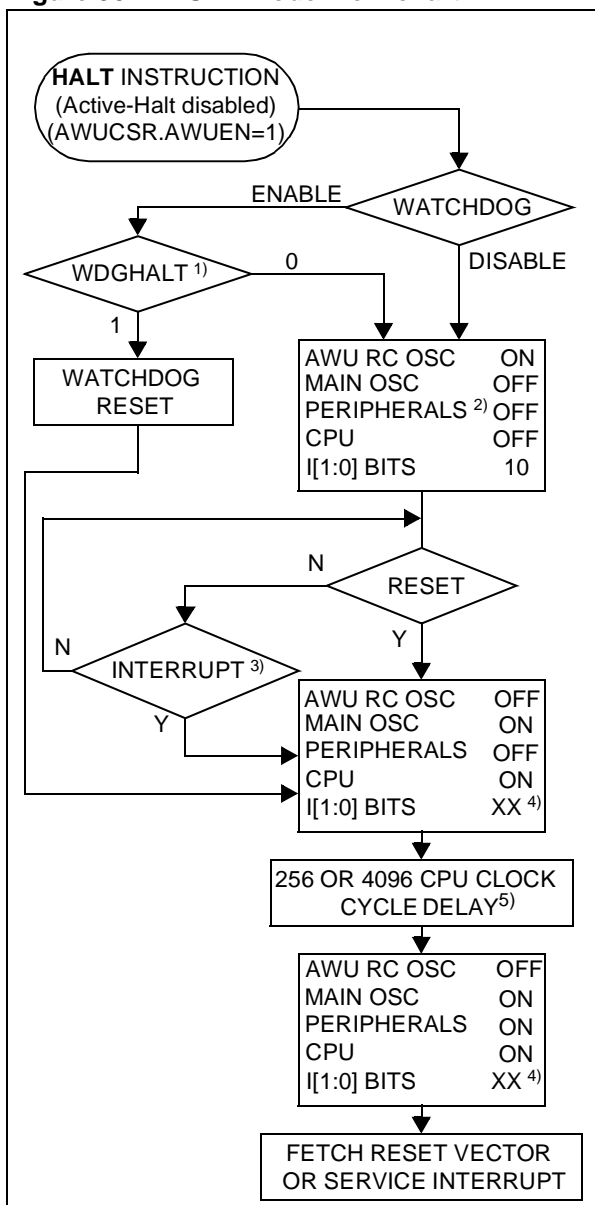 HALT INSTRUCTION
(Active-Halt disabled)
(AWUCSR.AWUEN=1)
ENABLE
WATCHDOG
WDGHALT 1)
0
DISABLE
1
WATCHDOG
RESET
AWU RC OSC ON
MAIN OSC OFF
PERIPHERALS 2) OFF
CPU OFF
I[1:0] BITS 10
N
RESET
N
Y
INTERRUPT 3)
Y
AWU RC OSC OFF
MAIN OSC ON
PERIPHERALS OFF
CPU ON
I[1:0] BITS XX 4)
256 OR 4096 CPU CLOCK
CYCLE DELAY5)
AWU RC OSC OFF
MAIN OSC ON
PERIPHERALS ON
CPU ON
I[1:0] BITS XX 4)
FETCH RESET VECTOR
OR SERVICE INTERRUPT